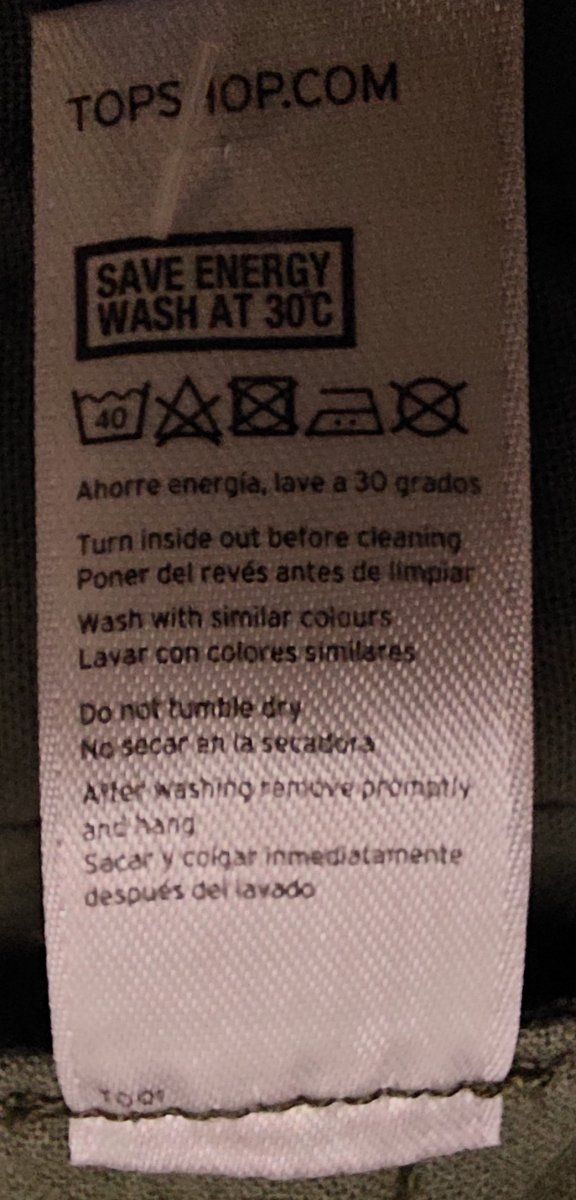 TOPSHOP.COM
SAVE ENERGY
WASH AT 30°C
40
Ahorre energía, lave a 30 grados
Turn inside out before cleaning
Poner del revés antes de limpiar
Wash with similar colours
Lavar con colores similares
Do not tumble dry
No secar en la secadora
After washing remove promptly
and hang
Sacar y colgar inmediatamente
después del lavado